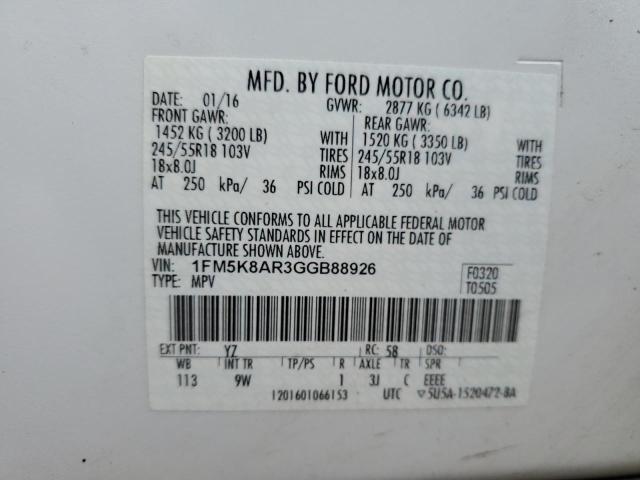 MFD. BY FORD MOTOR CO.
DATE: 01/16 GVWR: 2877 KG ( 6342 LB)
FRONT GAWR: REAR GAWR:
1452 KG ( 3200 LB) WITH 1520 KG ( 3350 LB) WITH
245/55R18 103V TIRES 245/55R18 103V TIRES
18x8.0J RIMS 18x8.0J RIMS
AT 250 kPa/ 36 PSI COLD AT 250 kPa/ 36 PSI COLD
THIS VEHICLE CONFORMS TO ALL APPLICABLE FEDERAL MOTOR
VEHICLE SAFETY STANDARDS IN EFFECT ON THE DATE OF
MANUFACTURE SHOWN ABOVE.
VIN: 1FM5K8AR3GGB88926 F0320
TYPE: MPV T0505
EXT PNT: YZ RC: 58 DSO:
WB INT TR TP/PS R AXLE TR SPR
113 9W 1 3J C EEEE
1201601066153 UTC ▽5U5A-1520472-BA